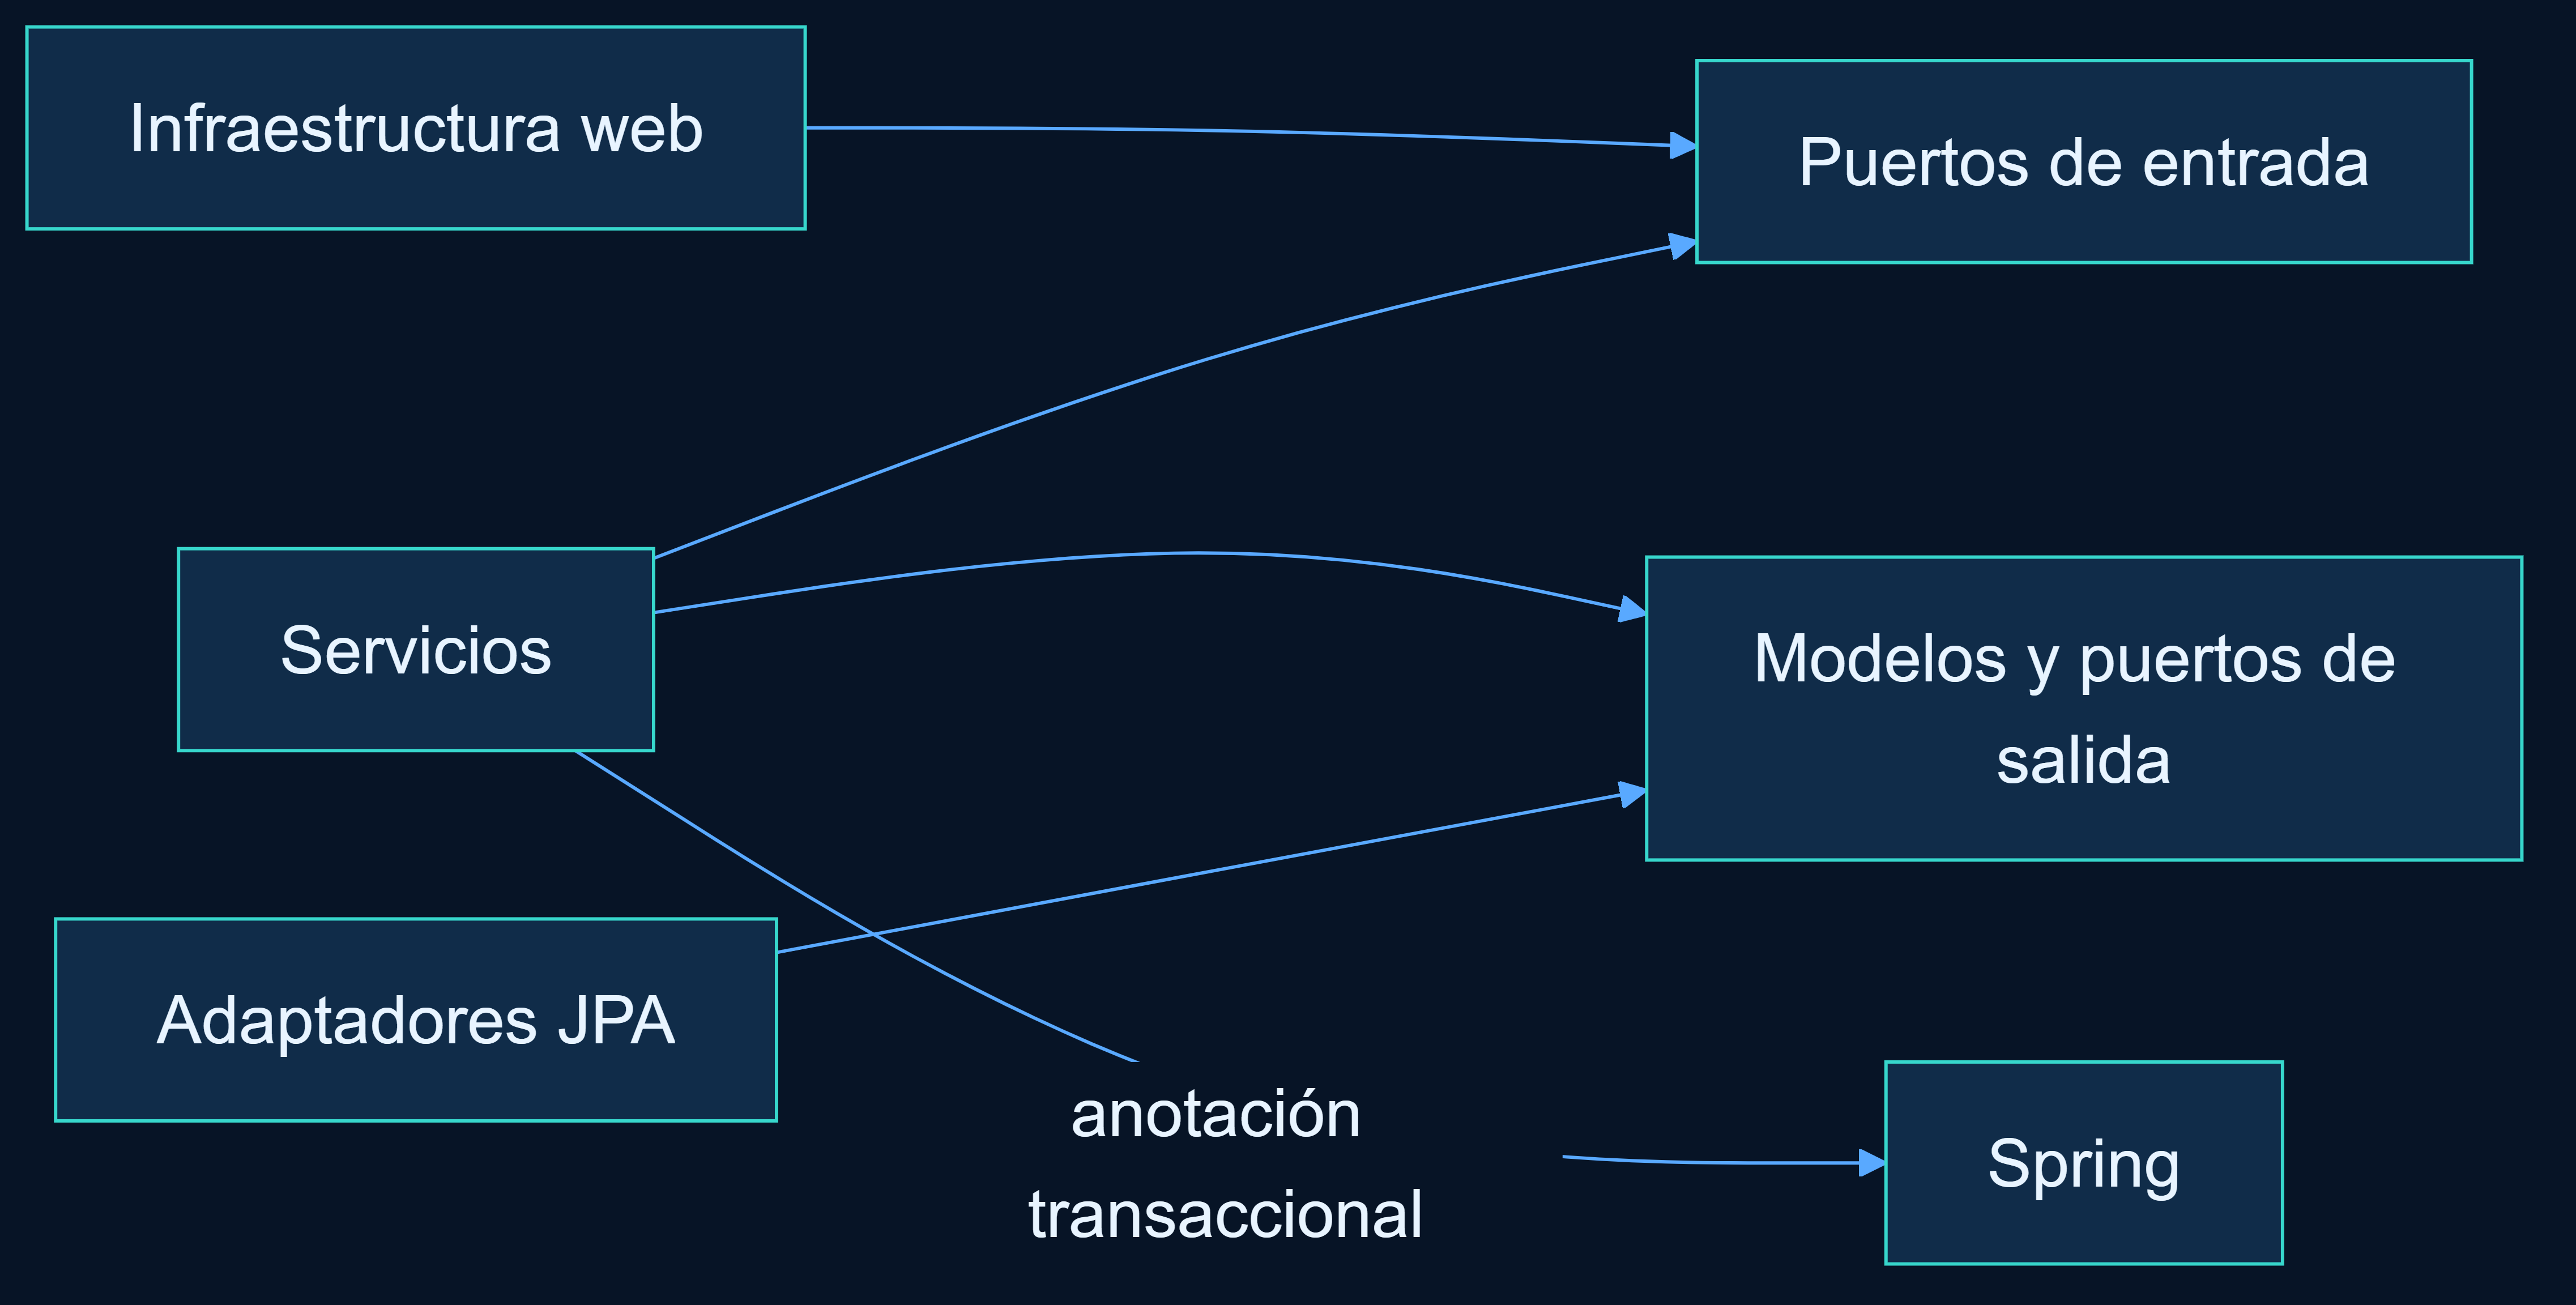 Infraestructura web
Puertos de entrada
Servicios
Modelos y puertos de
salida
Adaptadores JPA
anotación
transaccional
Spring